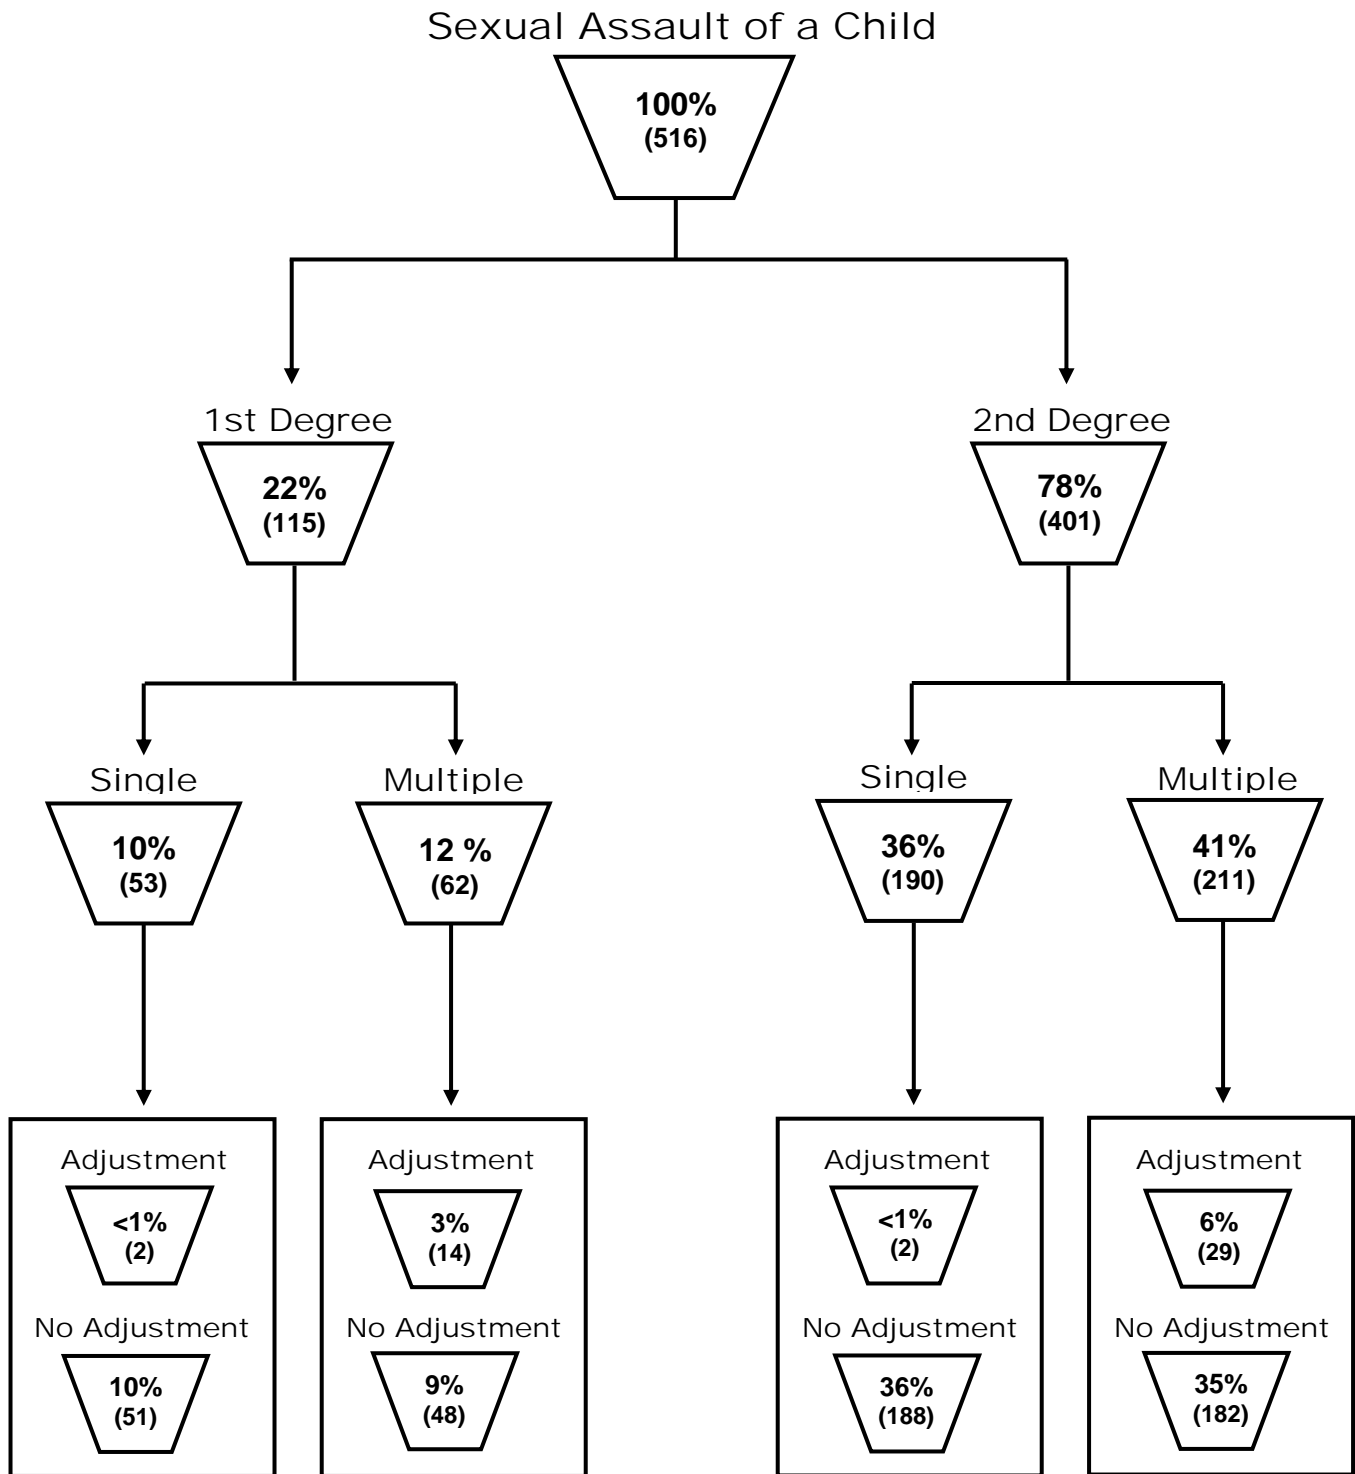 Sexual Assault of a Child
100%
(516)
1st Degree
22%
(115)
2nd Degree
78%
(401)
Single
10%
(53)
Multiple
12 %
(62)
Single
36%
(190)
Multiple
41%
(211)
Adjustment
<1%
(2)
No Adjustment
10%
(51)
Adjustment
3%
(14)
No Adjustment
9%
(48)
Adjustment
<1%
(2)
No Adjustment
36%
(188)
Adjustment
6%
(29)
No Adjustment
35%
(182)